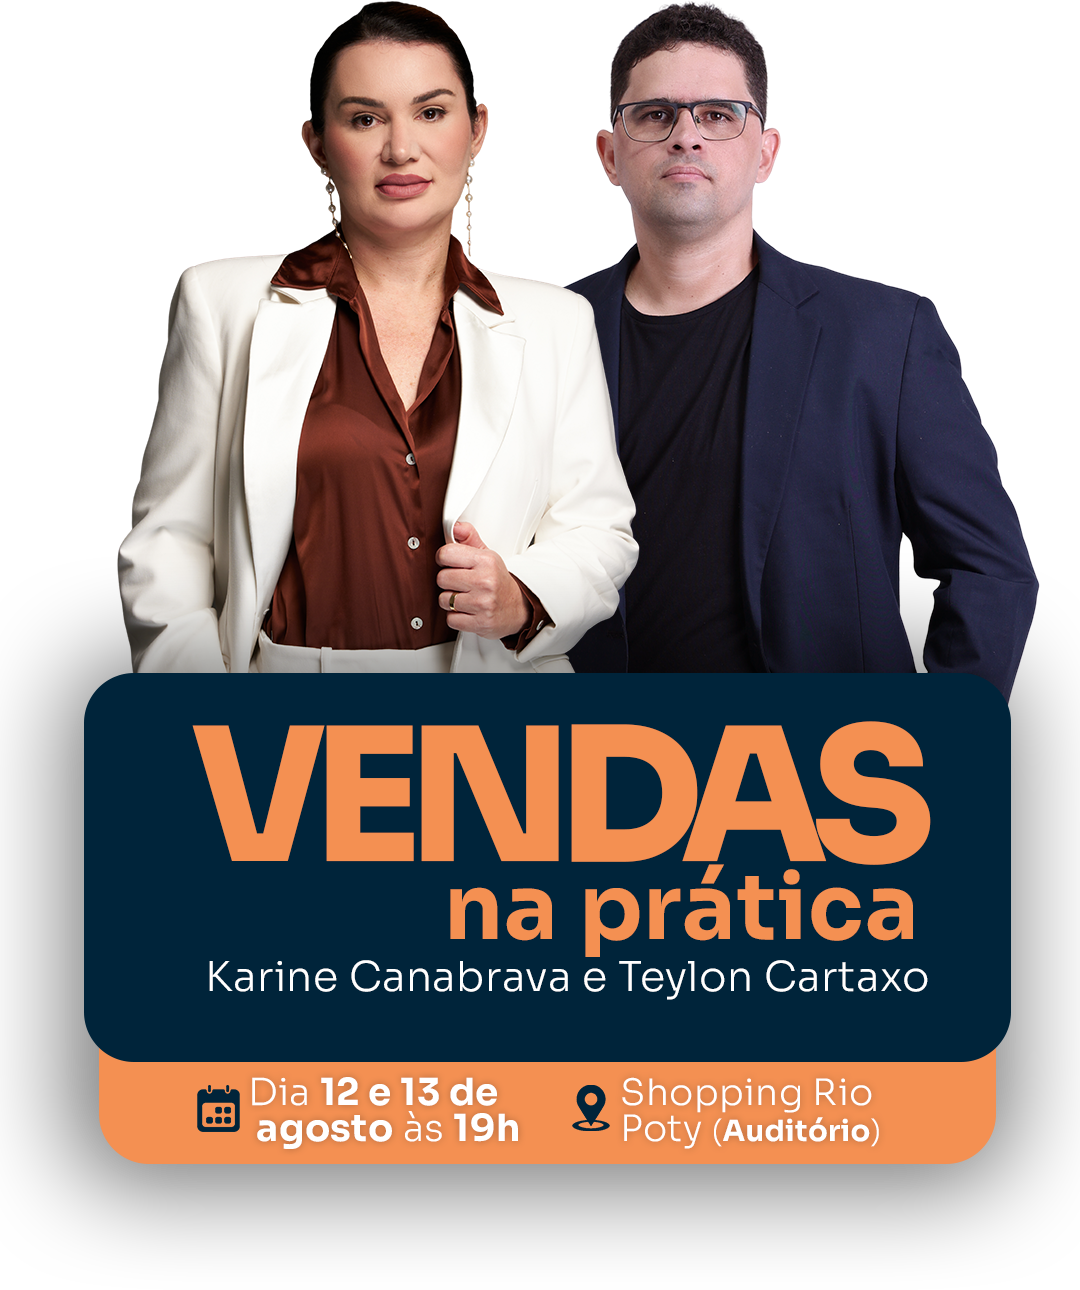 VENDAS
na prática
Karine Canabrava e Teylon Cartaxo
Dia 12 e 13 de
agosto às 19h
Shopping Rio
Poty (Auditório)